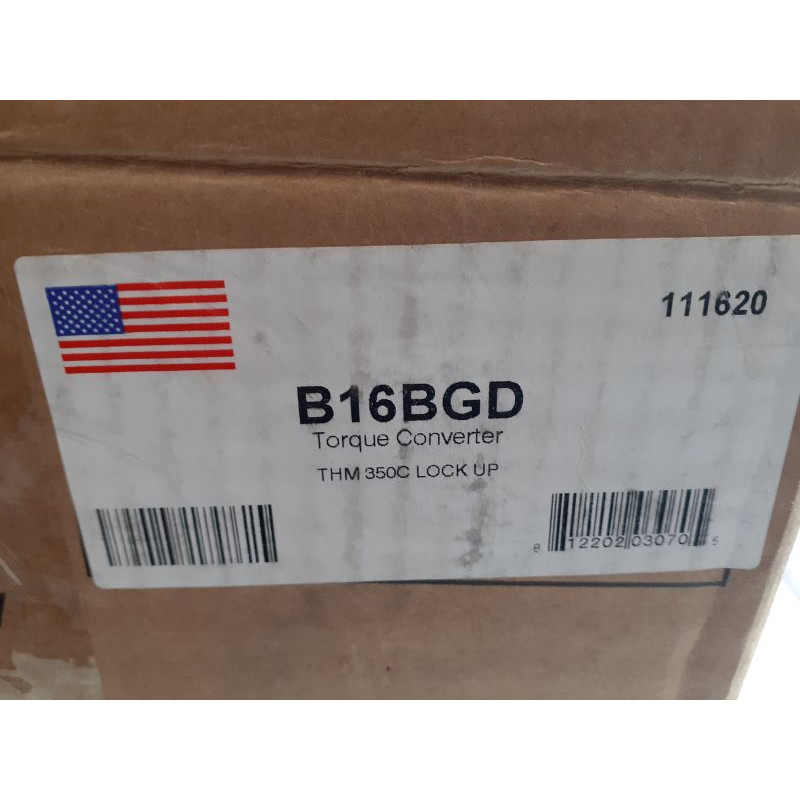 111620
B16BGD
Torque Converter
THM 350C LOCK UP
8 12202 03070 5